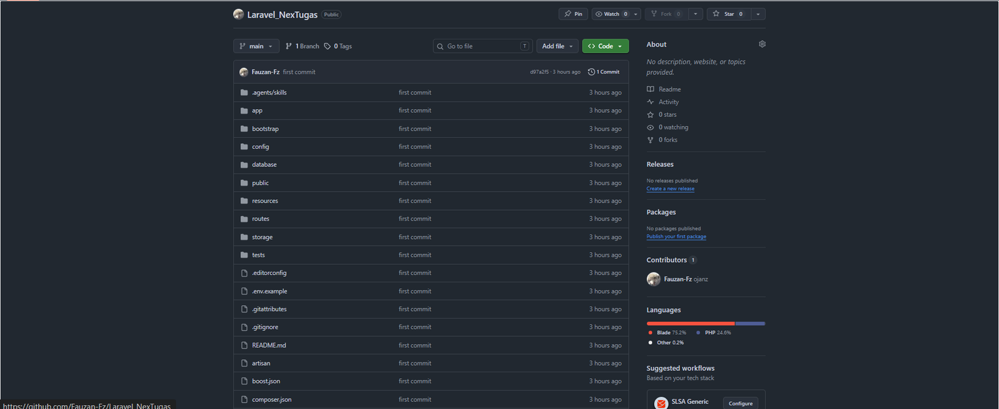 Laravel_NexTugas Public Pin Watch 0 Fork 0 Star 0
main 1 Branch 0 Tags Go to file T Add file Code
Fauzan-Fz first commit d97a2f5 · 3 hours ago 1 Commit
.agents/skills first commit 3 hours ago
app first commit 3 hours ago
bootstrap first commit 3 hours ago
config first commit 3 hours ago
database first commit 3 hours ago
public first commit 3 hours ago
resources first commit 3 hours ago
routes first commit 3 hours ago
storage first commit 3 hours ago
tests first commit 3 hours ago
.editorconfig first commit 3 hours ago
.env.example first commit 3 hours ago
.gitattributes first commit 3 hours ago
.gitignore first commit 3 hours ago
README.md first commit 3 hours ago
artisan first commit 3 hours ago
boost.json first commit 3 hours ago
composer.json first commit 3 hours ago
About
No description, website, or topics
provided.
Readme
Activity
0 stars
0 watching
0 forks
Releases
No releases published
Create a new release
Packages
No packages published
Publish your first package
Contributors 1
Fauzan-Fz ojanz
Languages
Blade 75.2% PHP 24.6%
Other 0.2%
Suggested workflows
Based on your tech stack
SLSA Generic Configure
https://github.com/Fauzan-Fz/Laravel_NexTugas